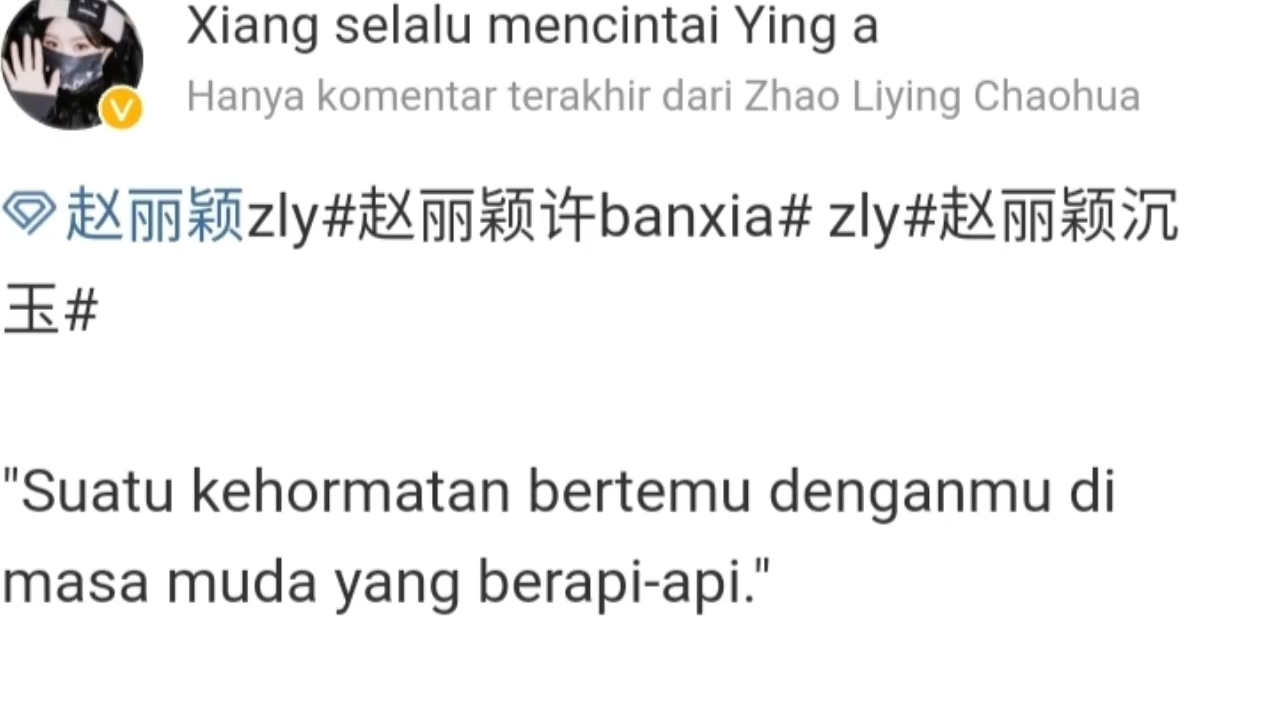 Xiang selalu mencintai Ying a
Hanya komentar terakhir dari Zhao Liying Chaohua
赵丽颖zly#赵丽颖许banxia# zly#赵丽颖沉
玉#
"Suatu kehormatan bertemu denganmu di
masa muda yang berapi-api."